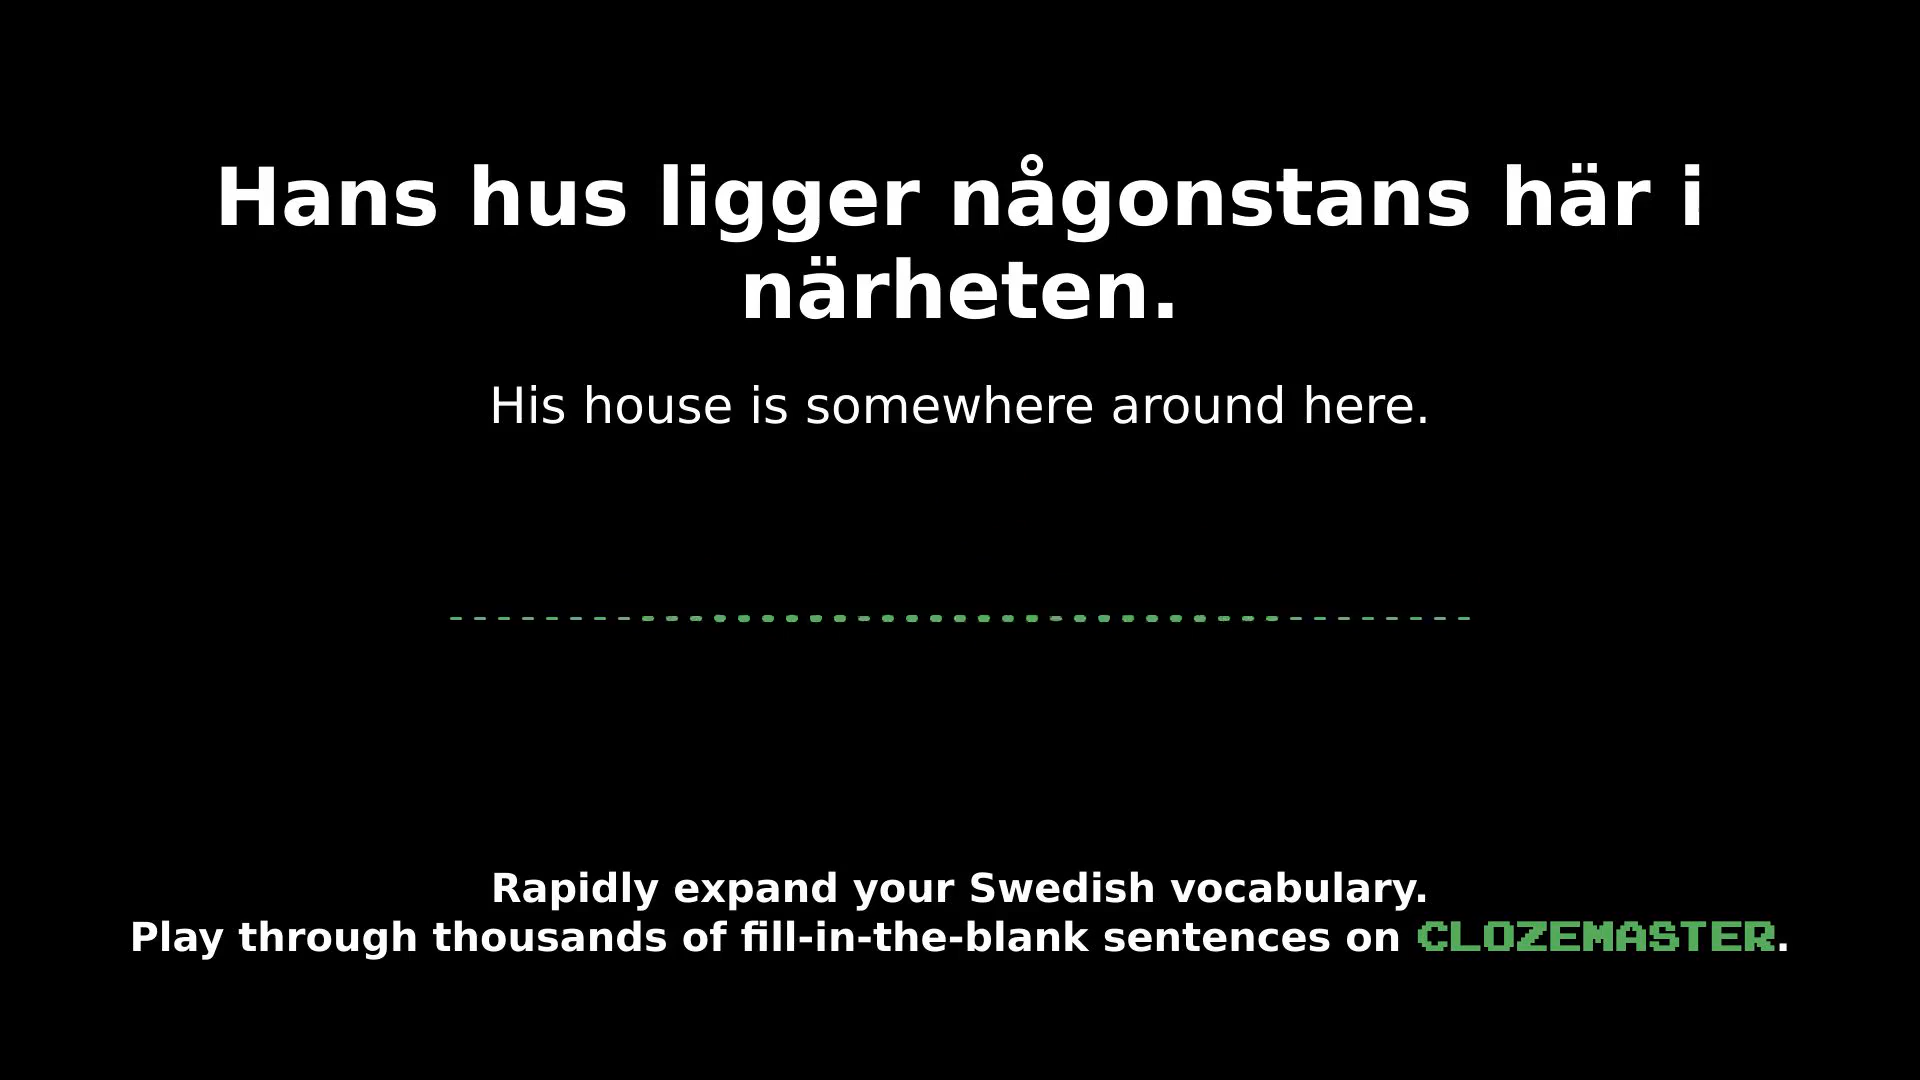 Hans hus ligger någonstans här i
närheten.
His house is somewhere around here.
Rapidly expand your Swedish vocabulary.
Play through thousands of fill-in-the-blank sentences on CLOZEMASTER.